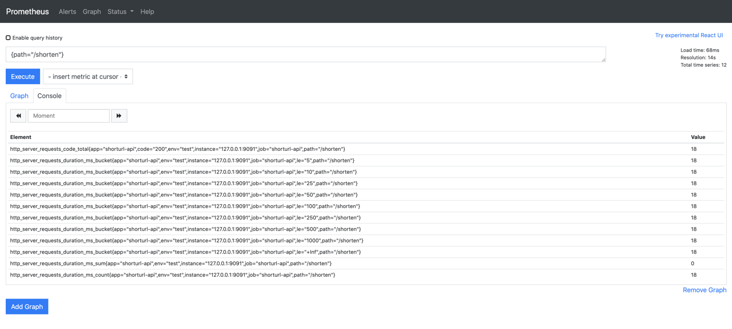 Prometheus Alerts Graph Status Help
Enable query history
Try experimental React UI
{path="/shorten"}
Load time: 68ms
Resolution: 14s
Total time series: 12
Execute - insert metric at cursor -
Graph Console
Moment
Element Value
http_server_requests_code_total{app="shorturl-api",code="200",env="test",instance="127.0.0.1:9091",job="shorturl-api",path="/shorten"} 18
http_server_requests_duration_ms_bucket{app="shorturl-api",env="test",instance="127.0.0.1:9091",job="shorturl-api",le="5",path="/shorten"} 18
http_server_requests_duration_ms_bucket{app="shorturl-api",env="test",instance="127.0.0.1:9091",job="shorturl-api",le="10",path="/shorten"} 18
http_server_requests_duration_ms_bucket{app="shorturl-api",env="test",instance="127.0.0.1:9091",job="shorturl-api",le="25",path="/shorten"} 18
http_server_requests_duration_ms_bucket{app="shorturl-api",env="test",instance="127.0.0.1:9091",job="shorturl-api",le="50",path="/shorten"} 18
http_server_requests_duration_ms_bucket{app="shorturl-api",env="test",instance="127.0.0.1:9091",job="shorturl-api",le="100",path="/shorten"} 18
http_server_requests_duration_ms_bucket{app="shorturl-api",env="test",instance="127.0.0.1:9091",job="shorturl-api",le="250",path="/shorten"} 18
http_server_requests_duration_ms_bucket{app="shorturl-api",env="test",instance="127.0.0.1:9091",job="shorturl-api",le="500",path="/shorten"} 18
http_server_requests_duration_ms_bucket{app="shorturl-api",env="test",instance="127.0.0.1:9091",job="shorturl-api",le="1000",path="/shorten"} 18
http_server_requests_duration_ms_bucket{app="shorturl-api",env="test",instance="127.0.0.1:9091",job="shorturl-api",le="+Inf",path="/shorten"} 18
http_server_requests_duration_ms_sum{app="shorturl-api",env="test",instance="127.0.0.1:9091",job="shorturl-api",path="/shorten"} 0
http_server_requests_duration_ms_count{app="shorturl-api",env="test",instance="127.0.0.1:9091",job="shorturl-api",path="/shorten"} 18
Remove Graph
Add Graph